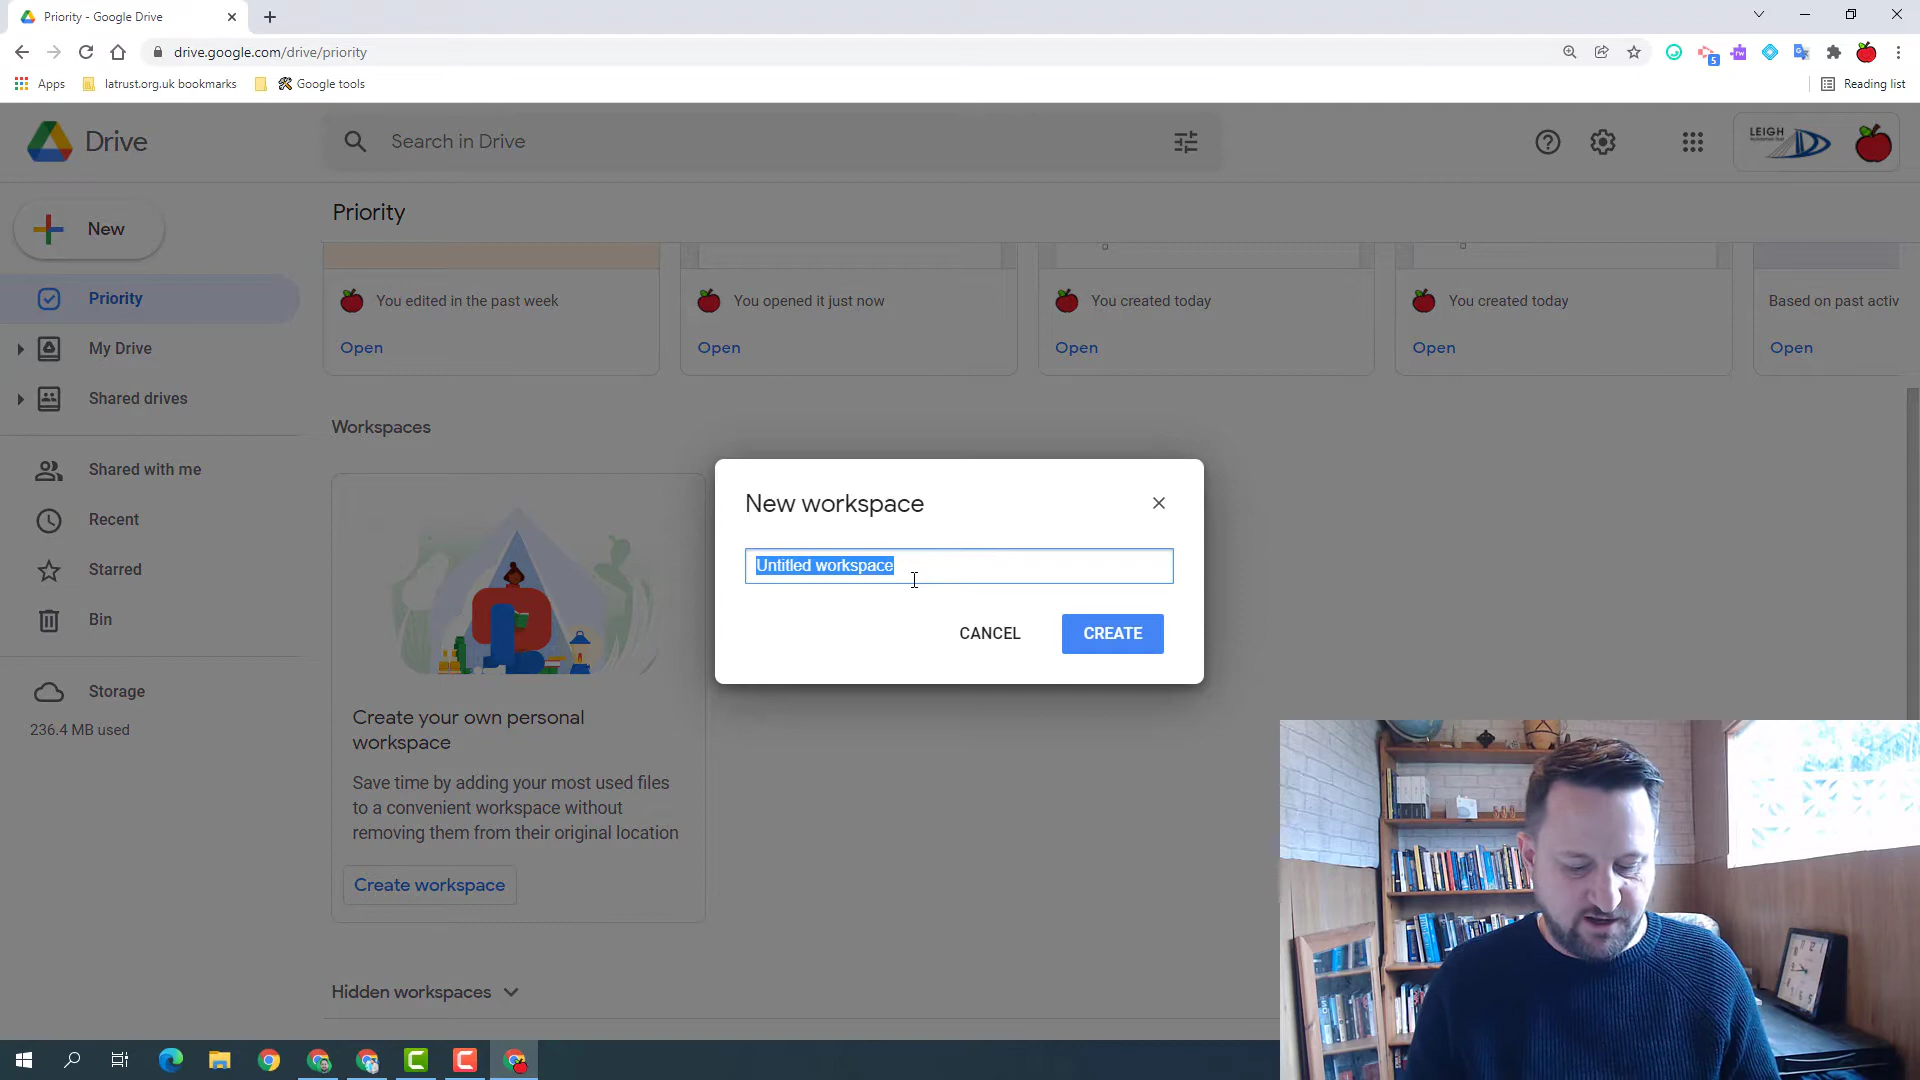 Priority - Google Drive
drive.google.com/drive/priority
5
Apps
latrust.org.uk bookmarks
Google tools
Reading list
Drive
Search in Drive
LEIGH
New
Priority
Priority
My Drive
Shared drives
Shared with me
Recent
Starred
Bin
Storage
236.4 MB used
You edited in the past week
You opened it just now
You created today
You created today
Based on past activ
Open
Open
Open
Open
Open
Workspaces
New workspace
Untitled workspace
CANCEL
CREATE
Create your own personal
workspace
Save time by adding your most used files
to a convenient workspace without
removing them from their original location
Create workspace
Hidden workspaces